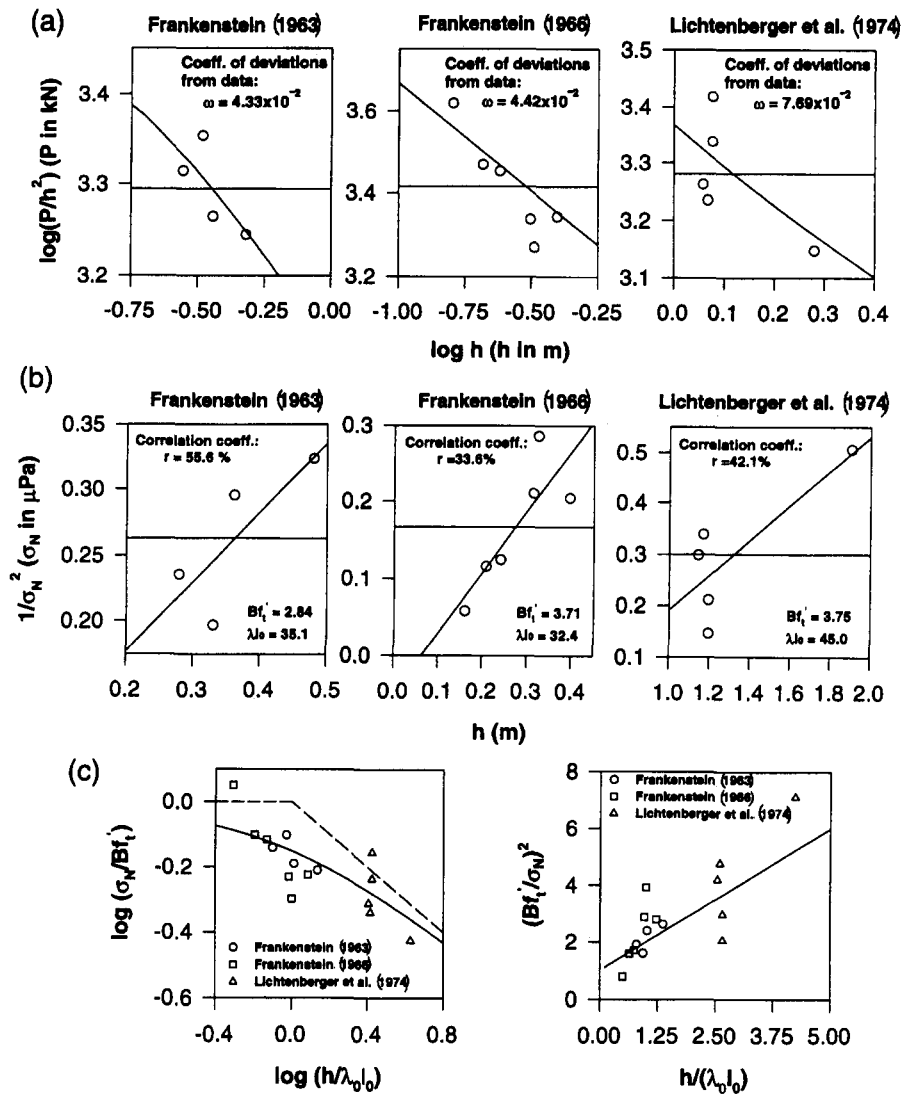 (a)
Frankenstein (1963)
Frankenstein (1966)
Lichtenberger et al. (1974)
Coeff. of deviations
from data:
ω = 4.33x10⁻²
Coeff. of deviations
from data:
ω = 4.42x10⁻²
Coeff. of deviations
from data:
ω = 7.69x10⁻²
log(P/h²) (P in kN)
3.4
3.3
3.2
3.6
3.4
3.2
3.5
3.4
3.3
3.2
3.1
-0.75 -0.50 -0.25 0.00
-1.00 -0.75 -0.50 -0.25
0.0 0.1 0.2 0.3 0.4
log h (h in m)
(b)
Frankenstein (1963)
Frankenstein (1966)
Lichtenberger et al. (1974)
Correlation coeff.:
r = 55.6 %
Correlation coeff.:
r =33.6%
Correlation coeff.:
r =42.1%
1/σN² (σN in μPa)
0.35
0.30
0.25
0.20
0.3
0.2
0.1
0.0
0.5
0.4
0.3
0.2
0.1
Bft' = 2.84
λl₀ = 35.1
Bft' = 3.71
λl₀ = 32.4
Bft' = 3.75
λl₀ = 45.0
0.2 0.3 0.4 0.5
0.0 0.1 0.2 0.3 0.4
1.0 1.2 1.4 1.6 1.8 2.0
h (m)
(c)
log (σN/Bft')
0.0
-0.2
-0.4
-0.6
Frankenstein (1963)
Frankenstein (1966)
Lichtenberger et al. (1974)
-0.4 0.0 0.4 0.8
log (h/λ₀l₀)
(Bft'/σN)²
8
6
4
2
0
Frankenstein (1963)
Frankenstein (1966)
Lichtenberger et al. (1974)
0.00 1.25 2.50 3.75 5.00
h/(λ₀l₀)